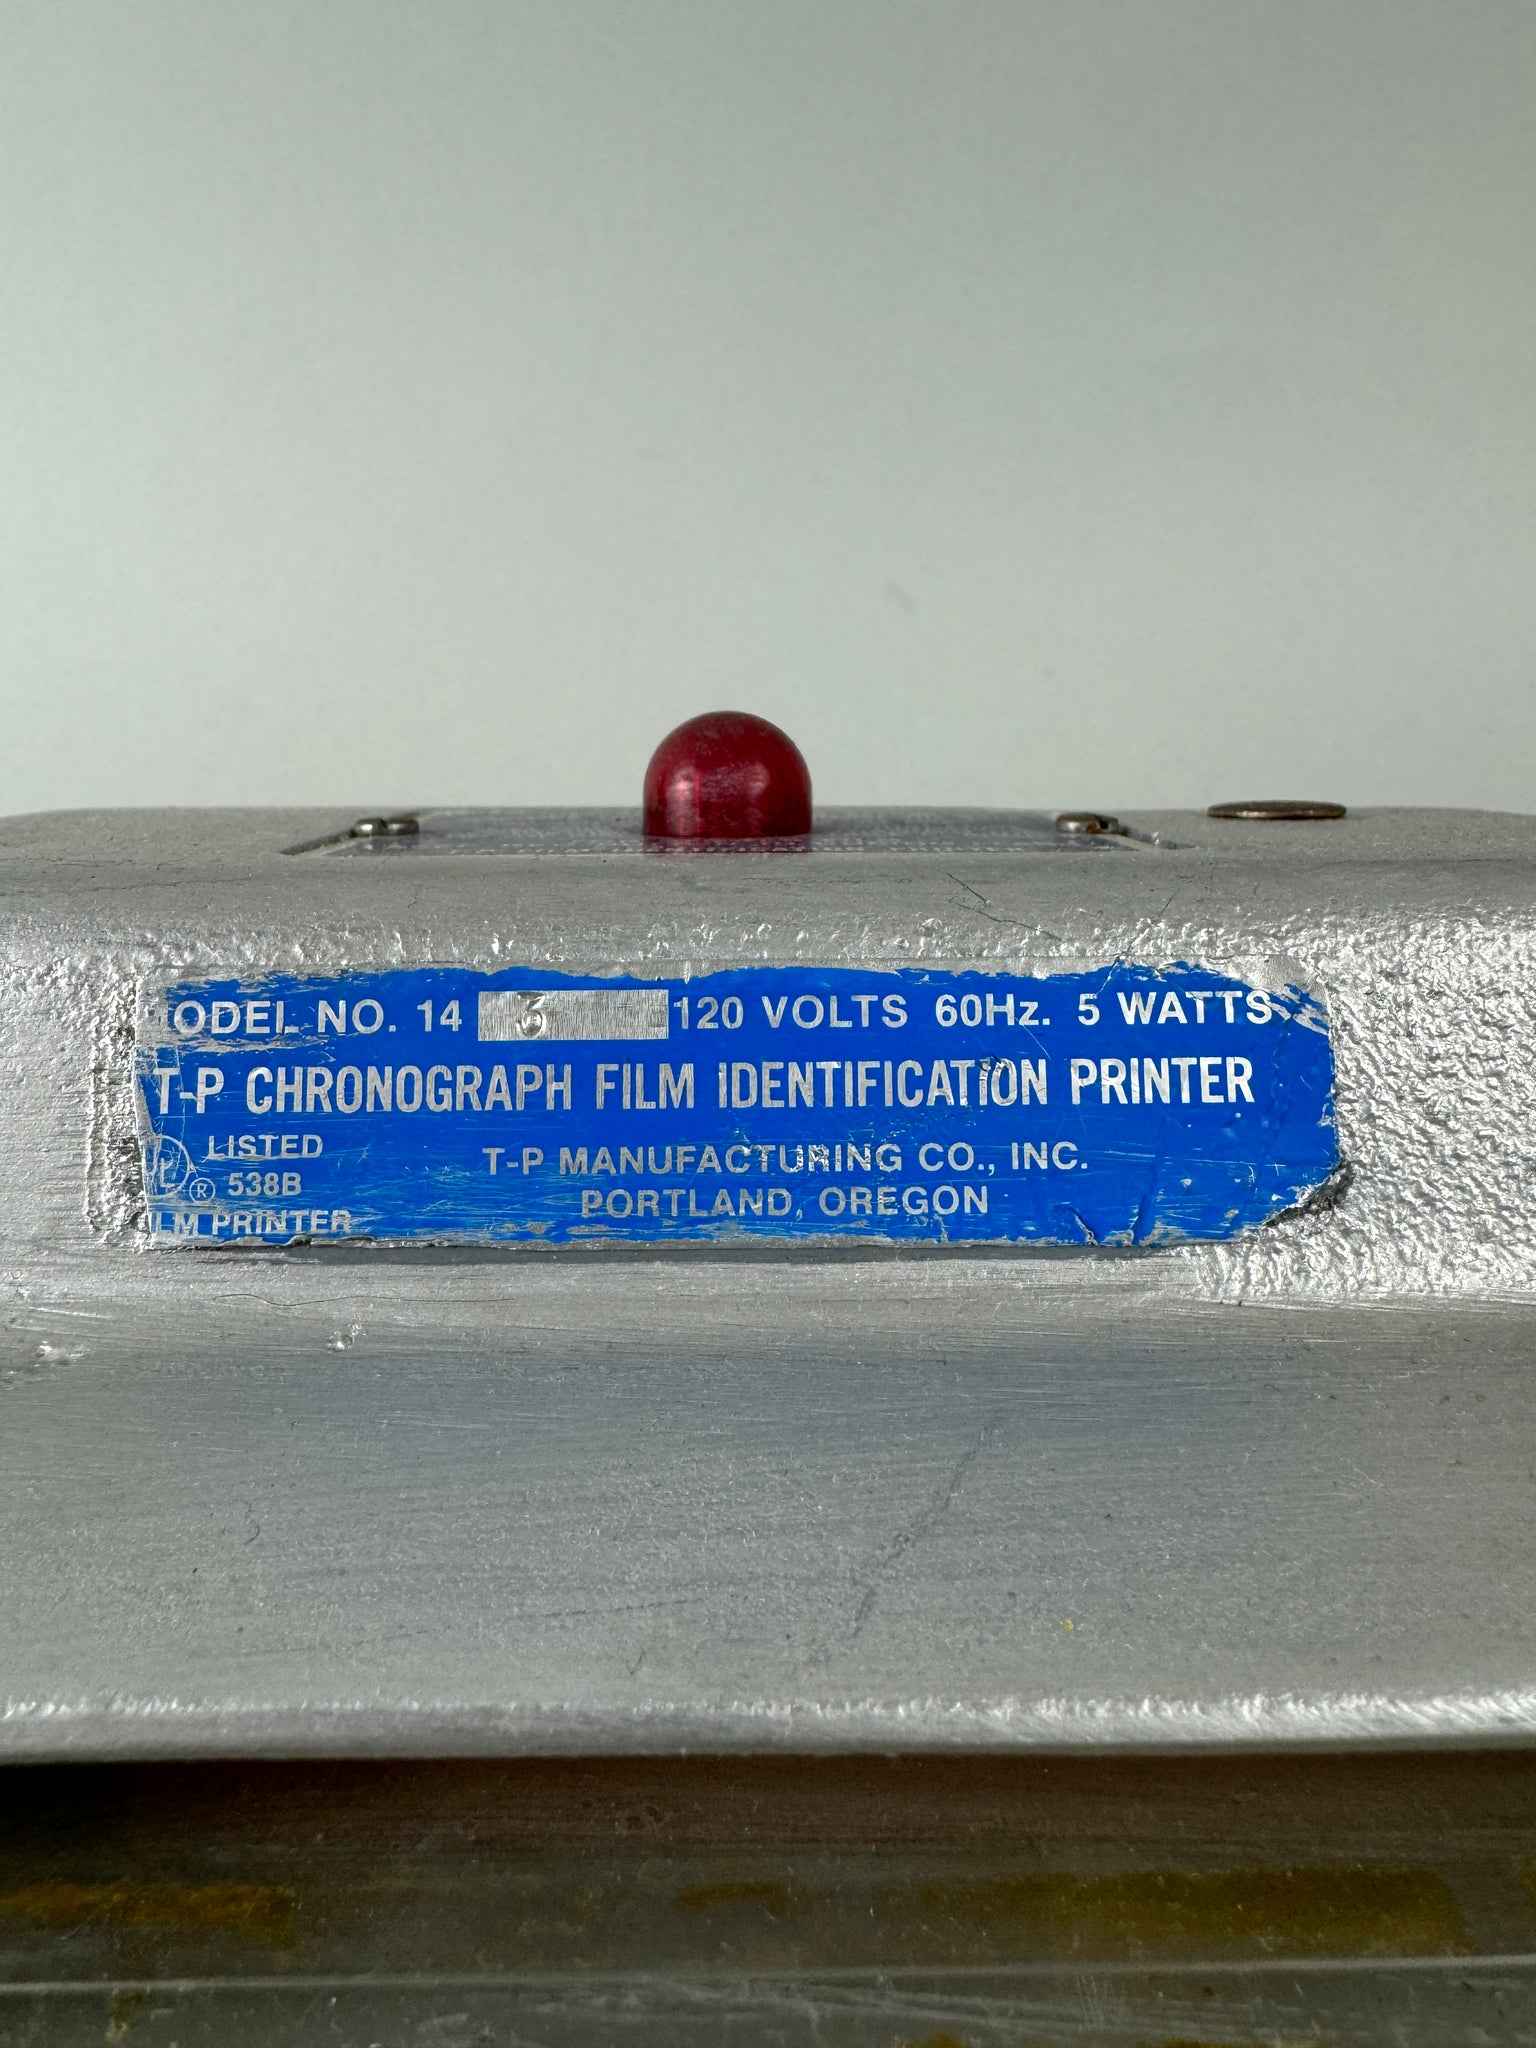 ODEL NO. 14 3 120 VOLTS 60Hz. 5 WATTS
T-P CHRONOGRAPH FILM IDENTIFICATION PRINTER
LISTED
538B
ILM PRINTER
T-P MANUFACTURING CO., INC.
PORTLAND, OREGON